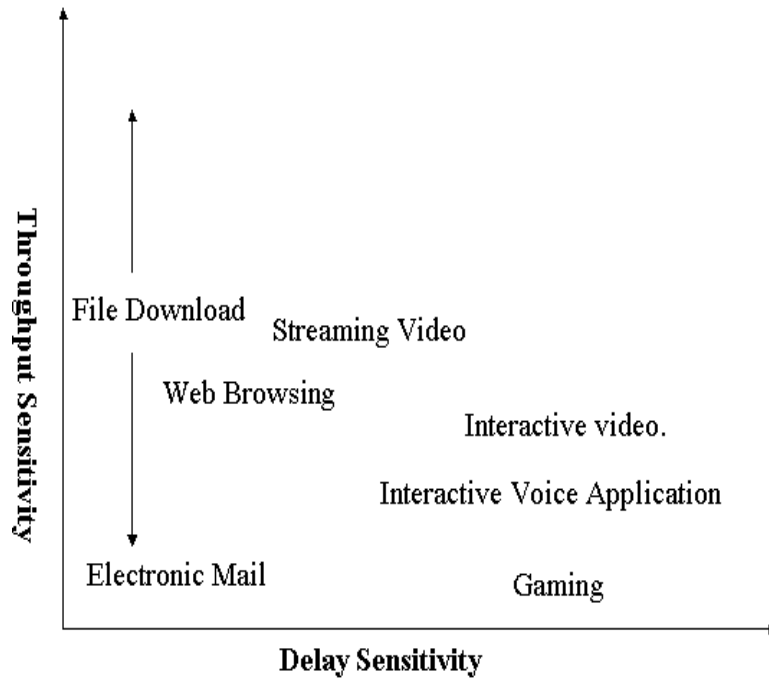 Throughput Sensitivity
File Download
Streaming Video
Web Browsing
Interactive video.
Interactive Voice Application
Electronic Mail
Gaming
Delay Sensitivity